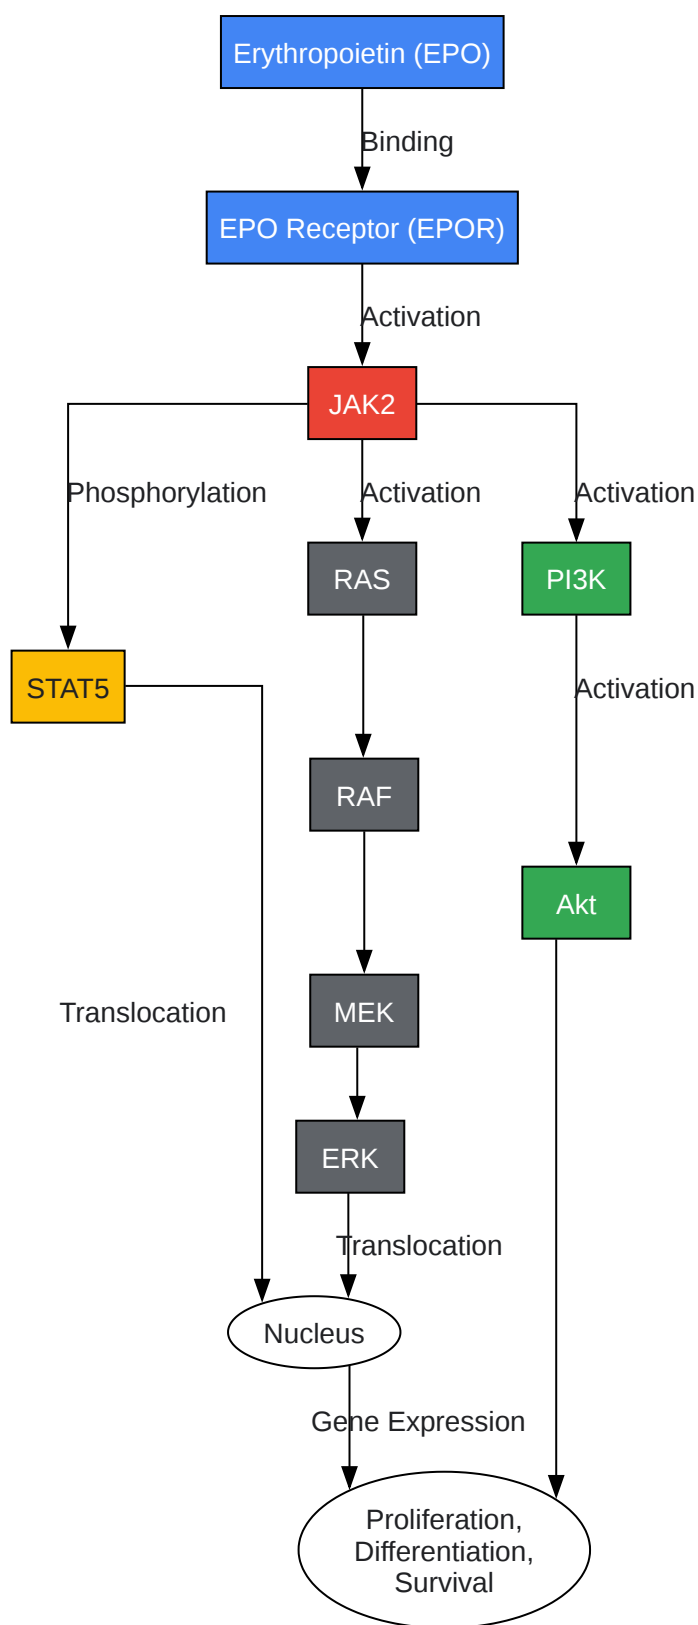 Erythropoietin (EPO)
Binding
EPO Receptor (EPOR)
Activation
JAK2
Phosphorylation
Activation
Activation
RAS
PI3K
STAT5
Activation
RAF
Akt
MEK
Translocation
ERK
Translocation
Nucleus
Gene Expression
Proliferation,
Differentiation,
Survival